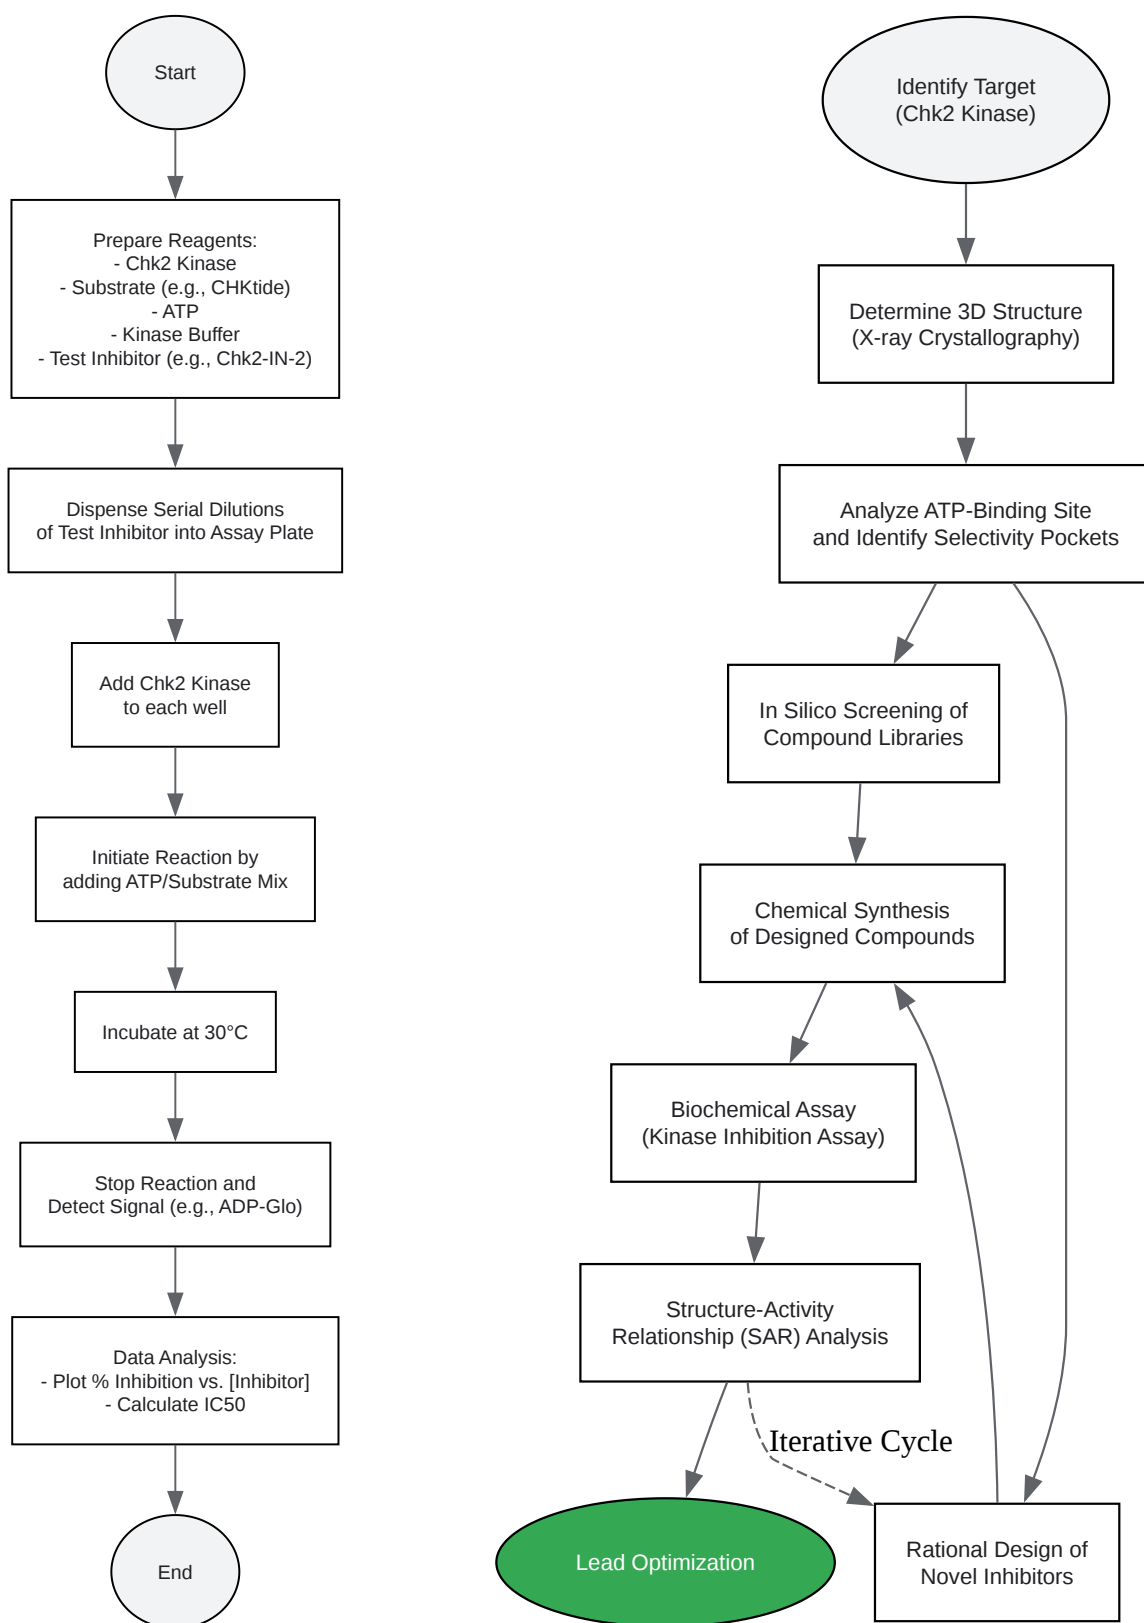 Start
Prepare Reagents:
- Chk2 Kinase
- Substrate (e.g., CHKtide)
- ATP
- Kinase Buffer
- Test Inhibitor (e.g., Chk2-IN-2)
Dispense Serial Dilutions
of Test Inhibitor into Assay Plate
Add Chk2 Kinase
to each well
Initiate Reaction by
adding ATP/Substrate Mix
Incubate at 30°C
Stop Reaction and
Detect Signal (e.g., ADP-Glo)
Data Analysis:
- Plot % Inhibition vs. [Inhibitor]
- Calculate IC50
End
Identify Target
(Chk2 Kinase)
Determine 3D Structure
(X-ray Crystallography)
Analyze ATP-Binding Site
and Identify Selectivity Pockets
In Silico Screening of
Compound Libraries
Chemical Synthesis
of Designed Compounds
Biochemical Assay
(Kinase Inhibition Assay)
Structure-Activity
Relationship (SAR) Analysis
Iterative Cycle
Lead Optimization
Rational Design of
Novel Inhibitors